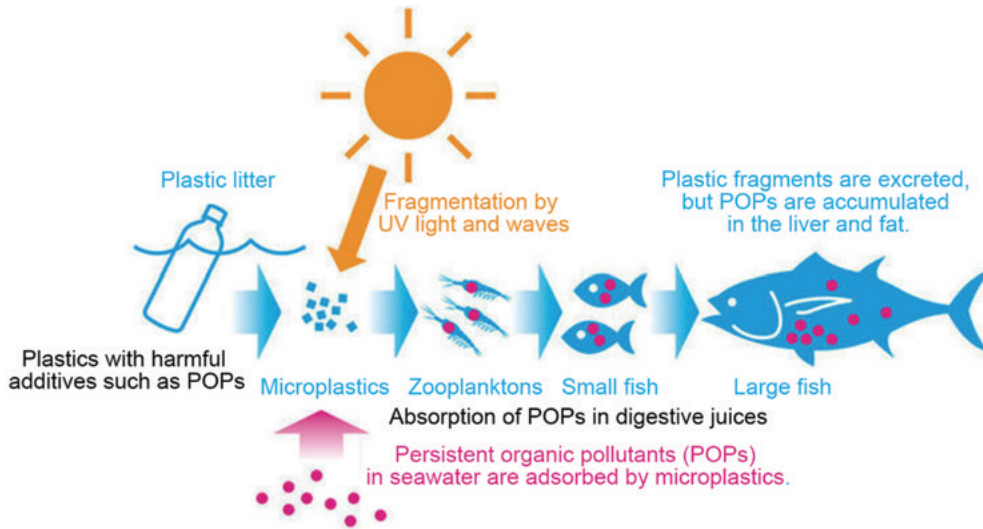 Plastic litter
Fragmentation by
UV light and waves
Plastic fragments are excreted,
but POPs are accumulated
in the liver and fat.
Plastics with harmful
additives such as POPs
Microplastics
Zooplanktons
Small fish
Large fish
Absorption of POPs in digestive juices
Persistent organic pollutants (POPs)
in seawater are adsorbed by microplastics.